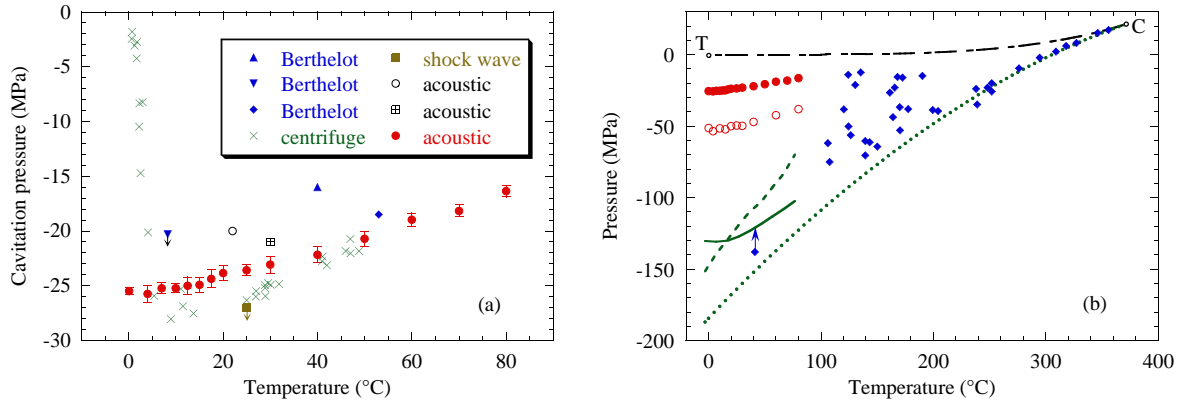 Cavitation pressure (MPa)
0
-5
-10
-15
-20
-25
-30
0 20 40 60 80
Temperature (°C)
Berthelot shock wave
Berthelot acoustic
Berthelot acoustic
centrifuge acoustic
(a)
Pressure (MPa)
0
-50
-100
-150
-200
0 100 200 300 400
Temperature (°C)
T
C
(b)